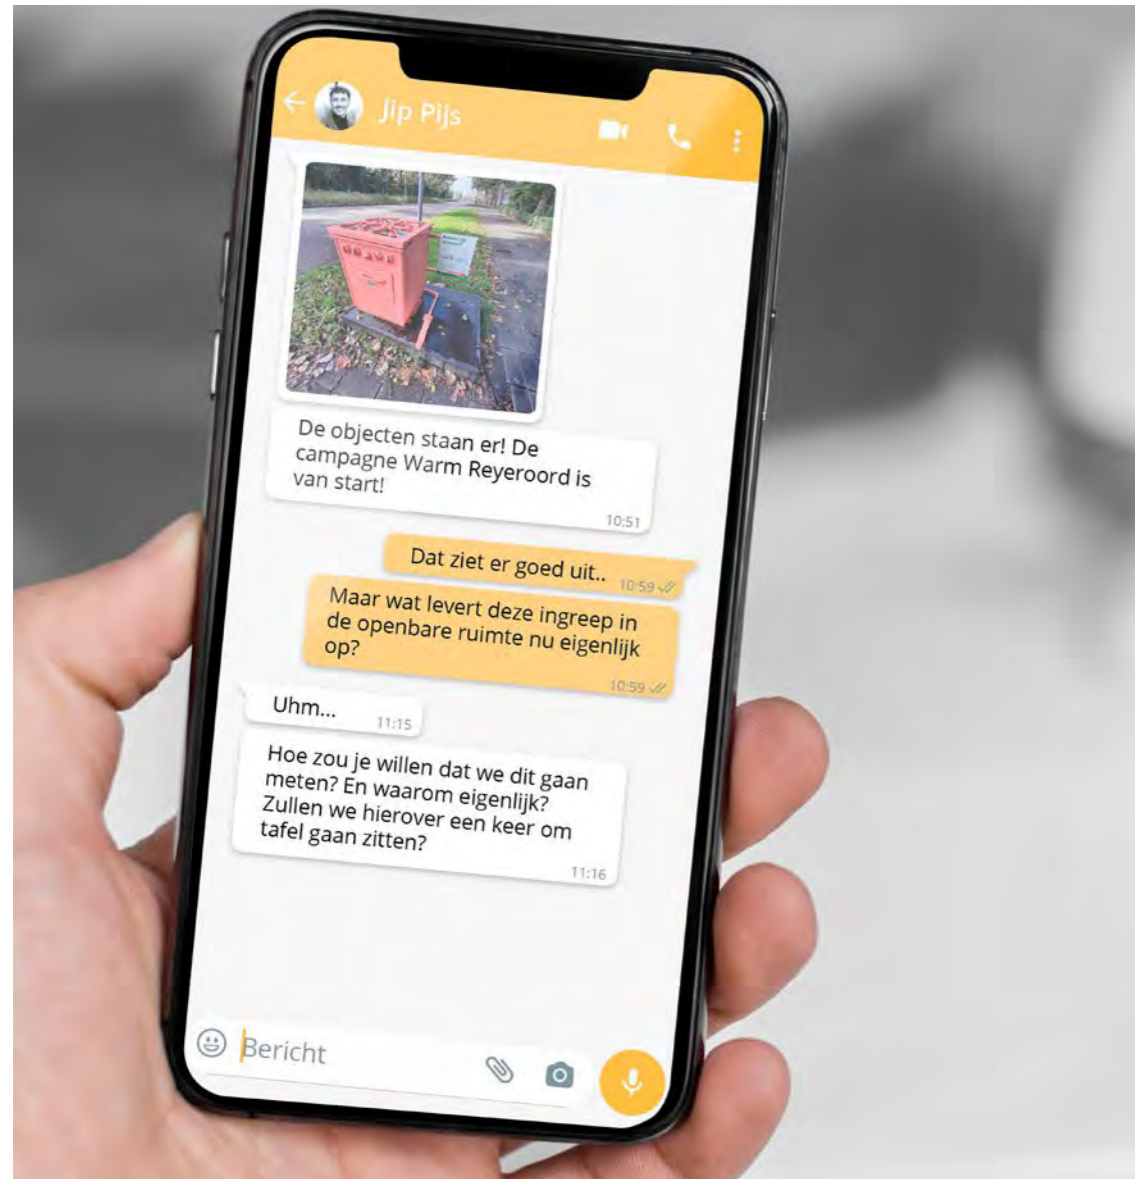 Jip Pijs
De objecten staan er! De
campagne Warm Reyeroord is
van start!
10:51
Dat ziet er goed uit..
10:59
Maar wat levert deze ingreep in
de openbare ruimte nu eigenlijk
op?
10:59
Uhm...
11:15
Hoe zou je willen dat we dit gaan
meten? En waarom eigenlijk?
Zullen we hierover een keer om
tafel gaan zitten?
11:16
Bericht